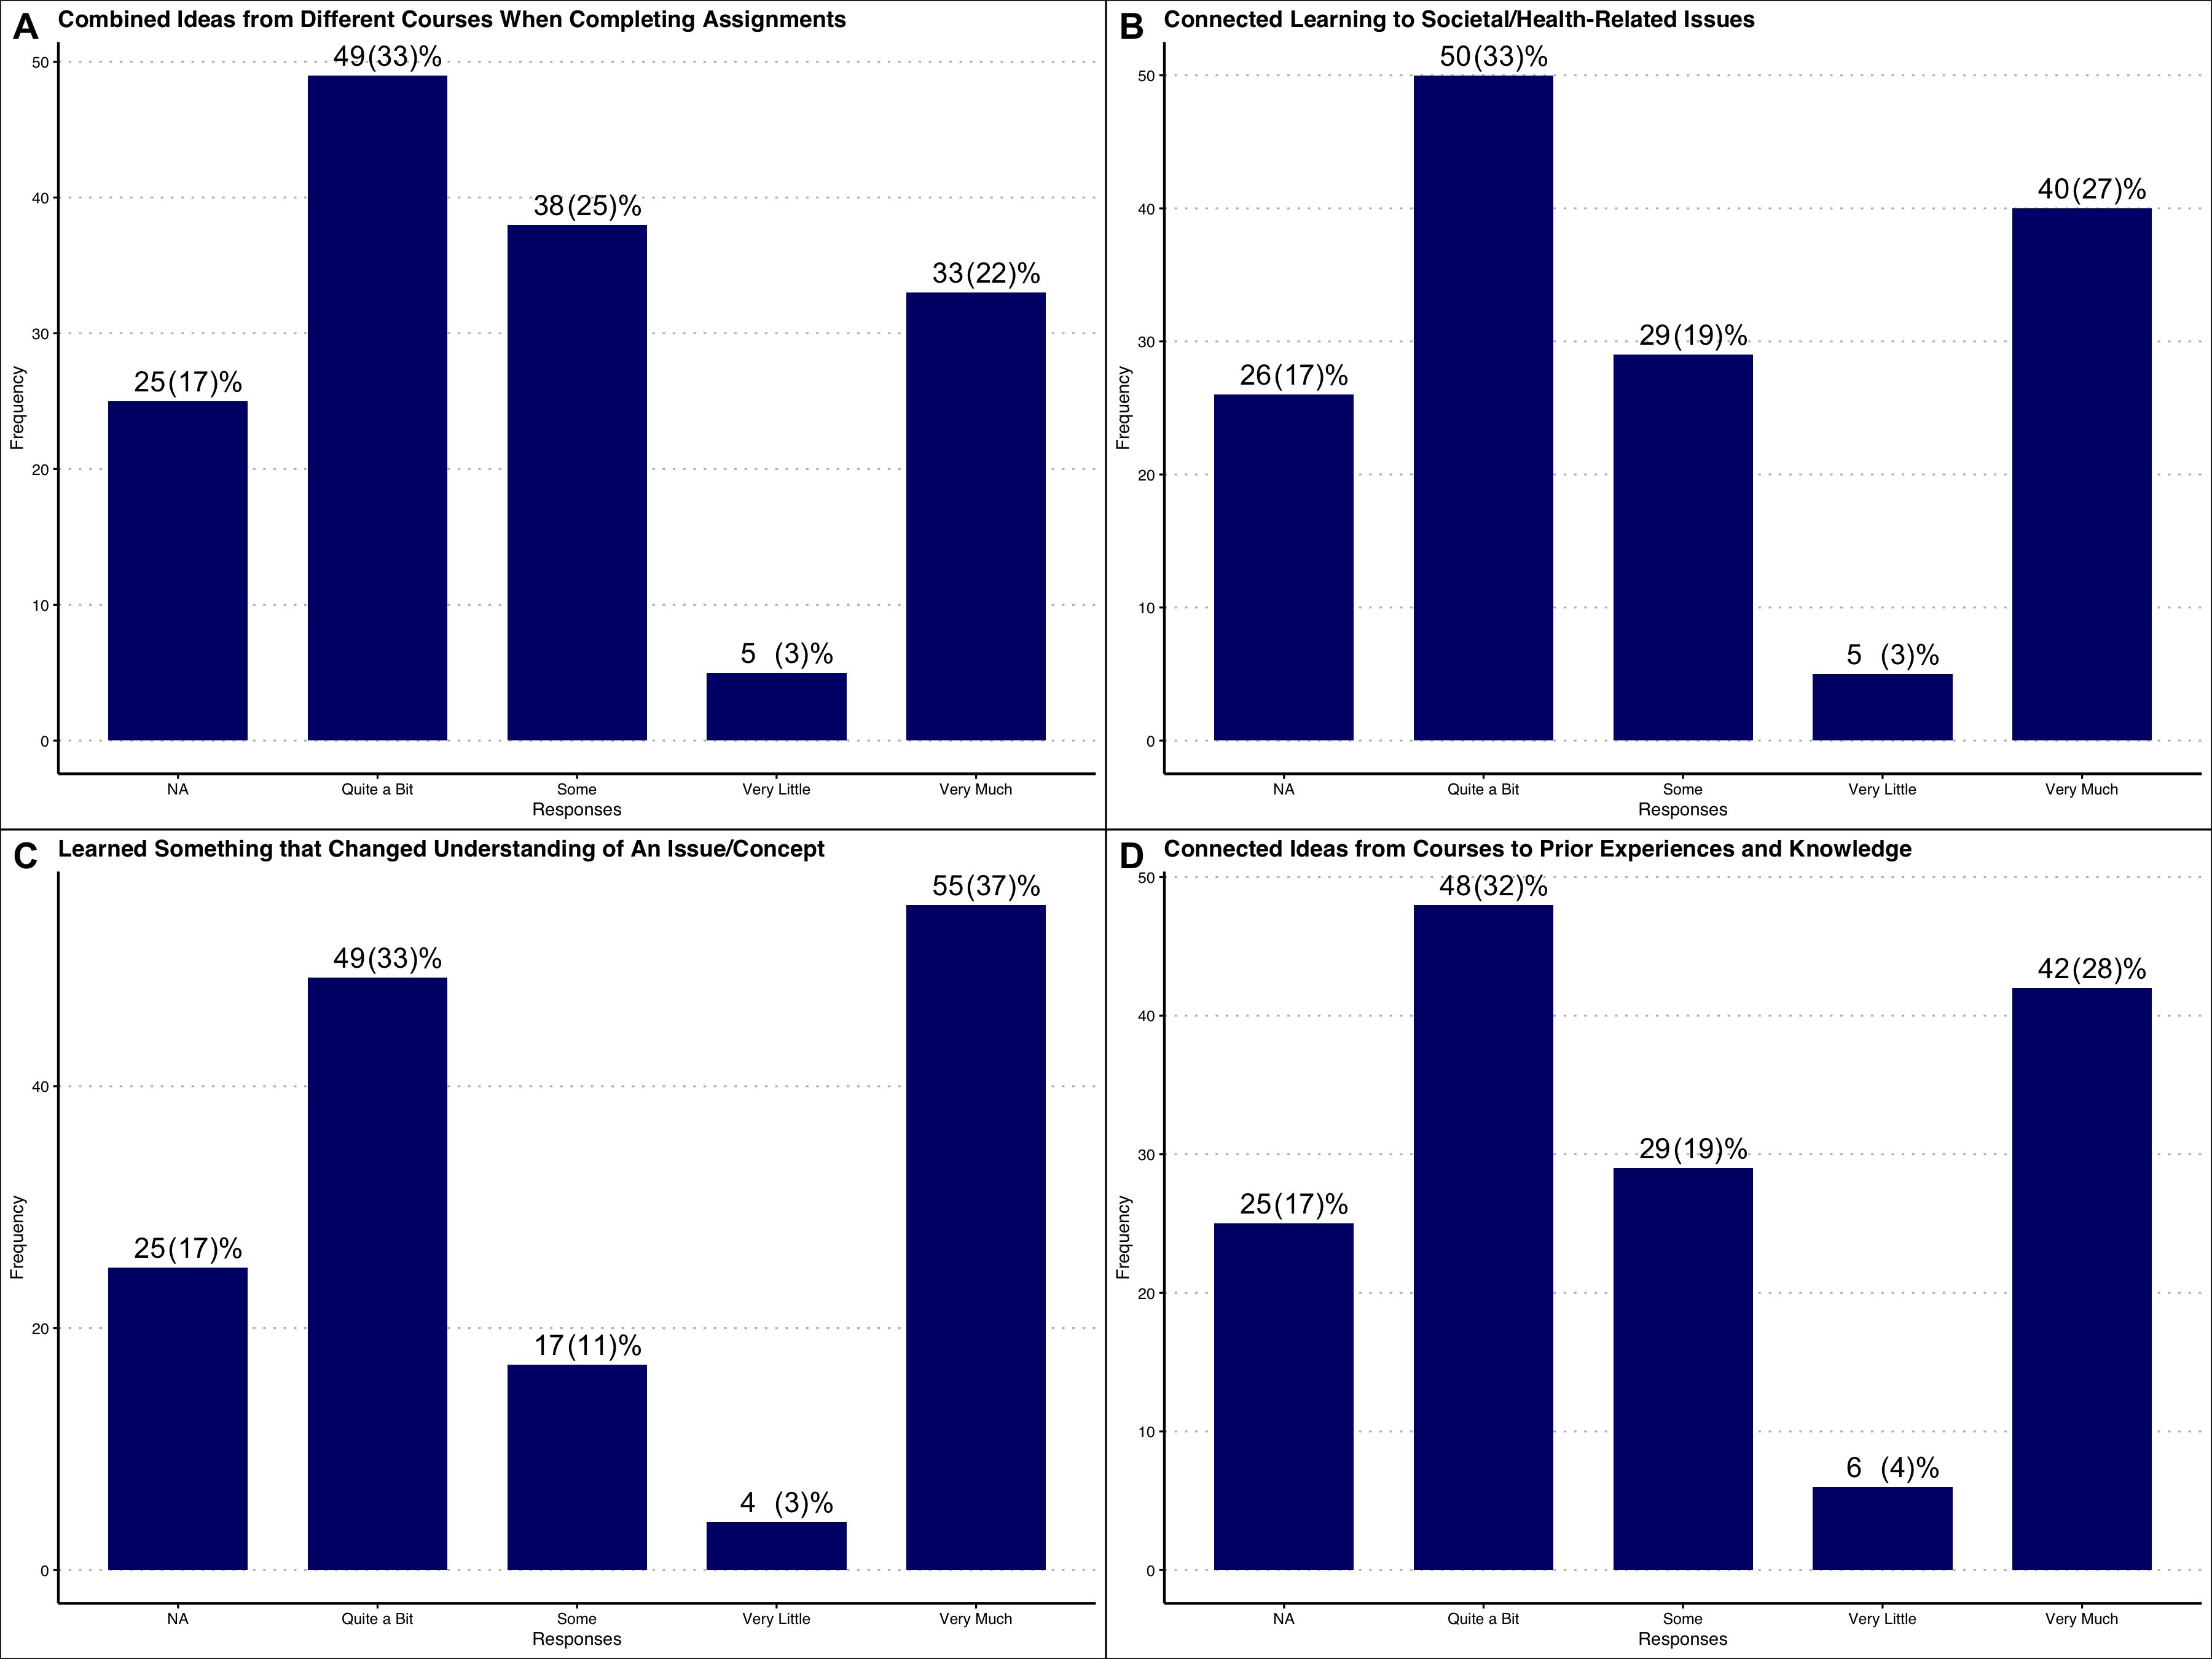 A Combined Ideas from Different Courses When Completing Assignments
Frequency
50
40
30
20
10
0
25(17)%
49(33)%
38(25)%
5 (3)%
33(22)%
NA Quite a Bit Some Very Little Very Much
Responses
B Connected Learning to Societal/Health-Related Issues
Frequency
50
40
30
20
10
0
26(17)%
50(33)%
29(19)%
5 (3)%
40(27)%
NA Quite a Bit Some Very Little Very Much
Responses
C Learned Something that Changed Understanding of An Issue/Concept
Frequency
40
20
0
25(17)%
49(33)%
17(11)%
4 (3)%
55(37)%
NA Quite a Bit Some Very Little Very Much
Responses
D Connected Ideas from Courses to Prior Experiences and Knowledge
Frequency
50
40
30
20
10
0
25(17)%
48(32)%
29(19)%
6 (4)%
42(28)%
NA Quite a Bit Some Very Little Very Much
Responses